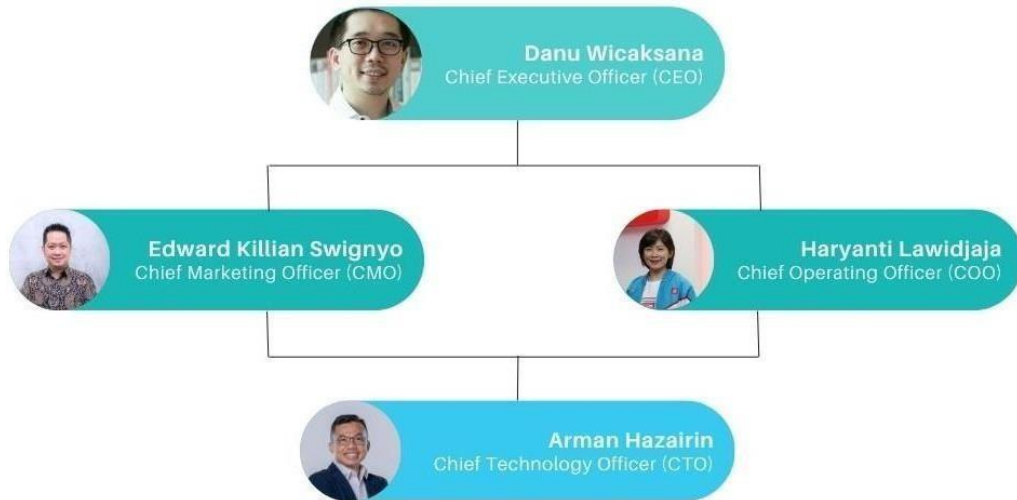 Danu Wicaksana
Chief Executive Officer (CEO)
Edward Killian Swignyo
Chief Marketing Officer (CMO)
Haryanti Lawidjaja
Chief Operating Officer (COO)
Arman Hazairin
Chief Technology Officer (CTO)